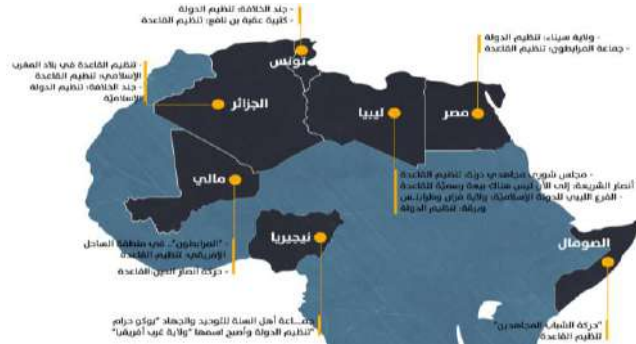 - جند الخلافة: تنظيم الدولة
- كتيبة عقبة بن نافع: تنظيم القاعدة
- ولاية سيناء: تنظيم الدولة
- جماعة المرابطون: تنظيم القاعدة
تونس
- تنظيم القاعدة في بلاد المغرب
الإسلامي: تنظيم القاعدة
- جند الخلافة: تنظيم الدولة
الإسلامية
الجزائر
ليبيا
مصر
- مجلس شورى مجاهدي درنة: تنظيم القاعدة
أنصار الشريعة: إلى الآن ليس هناك بيعة رسمية للقاعدة
- الفرع الليبي للدولة الإسلامية: ولاية فزان وطرابلس
وبرقة: تنظيم الدولة
مالي
- "المرابطون".. في منطقة الساحل
الإفريقي: تنظيم القاعدة
- حركة أنصار الدين: القاعدة
نيجيريا
الصومال
جماعة أهل السنة للتوحيد والجهاد "بوكو حرام
"تنظيم الدولة وأصبح اسمها "ولاية غرب أفريقيا"
"حركة الشباب المجاهدين"
تنظيم القاعدة: